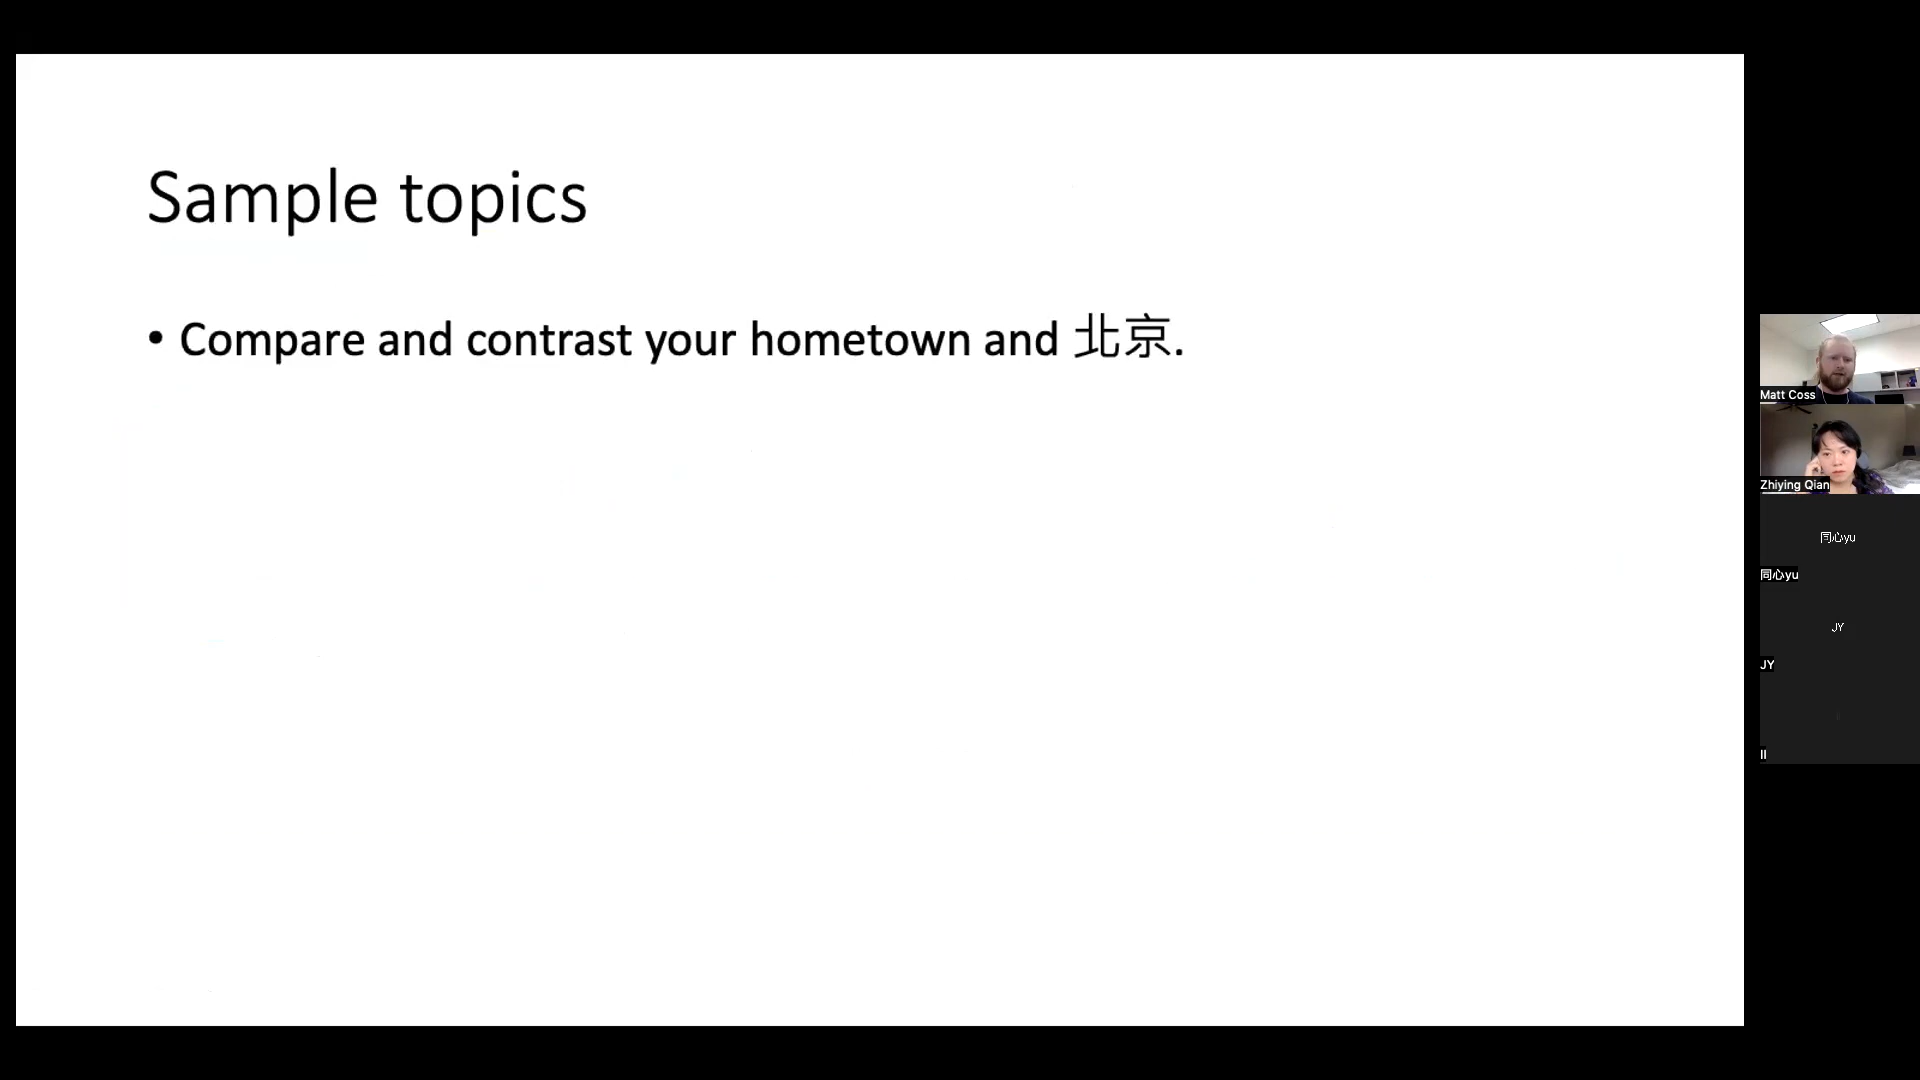 Sample topics
• Compare and contrast your hometown and 北京.
Matt Coss
Zhiying Qian
同心yu
同心yu
JY
JY